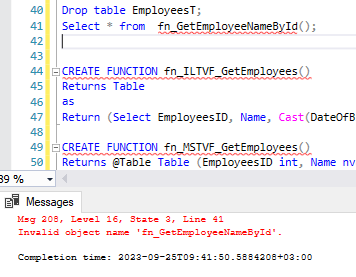 40 Drop table EmployeesT;
41 Select * from fn_GetEmployeeNameById();
42
43
44 CREATE FUNCTION fn_ILTVF_GetEmployees()
45 Returns Table
46 as
47 Return (Select EmployeesID, Name, Cast(DateOfB
48
49 CREATE FUNCTION fn_MSTVF_GetEmployees()
50 Returns @Table Table (EmployeesID int, Name nv
89 %
Messages
Msg 208, Level 16, State 3, Line 41
Invalid object name 'fn_GetEmployeeNameById'.
Completion time: 2023-09-25T09:41:50.5884208+03:00